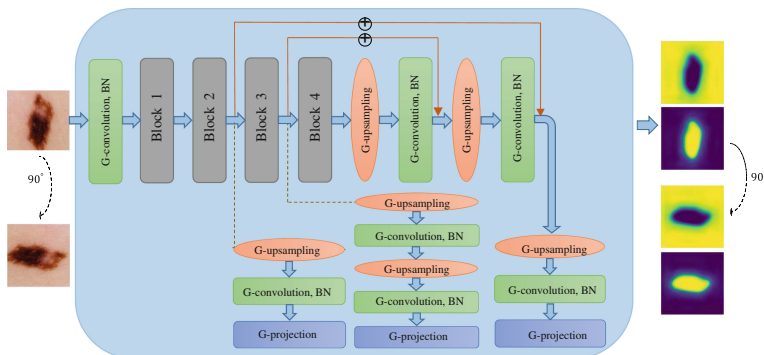 G-convolution, BN
Block 1
Block 2
Block 3
Block 4
G-upsampling
G-convolution, BN
G-upsampling
G-convolution, BN
90°
90
G-upsampling
G-convolution, BN
G-upsampling
G-convolution, BN
G-projection
G-upsampling
G-convolution, BN
G-projection
G-upsampling
G-convolution, BN
G-projection